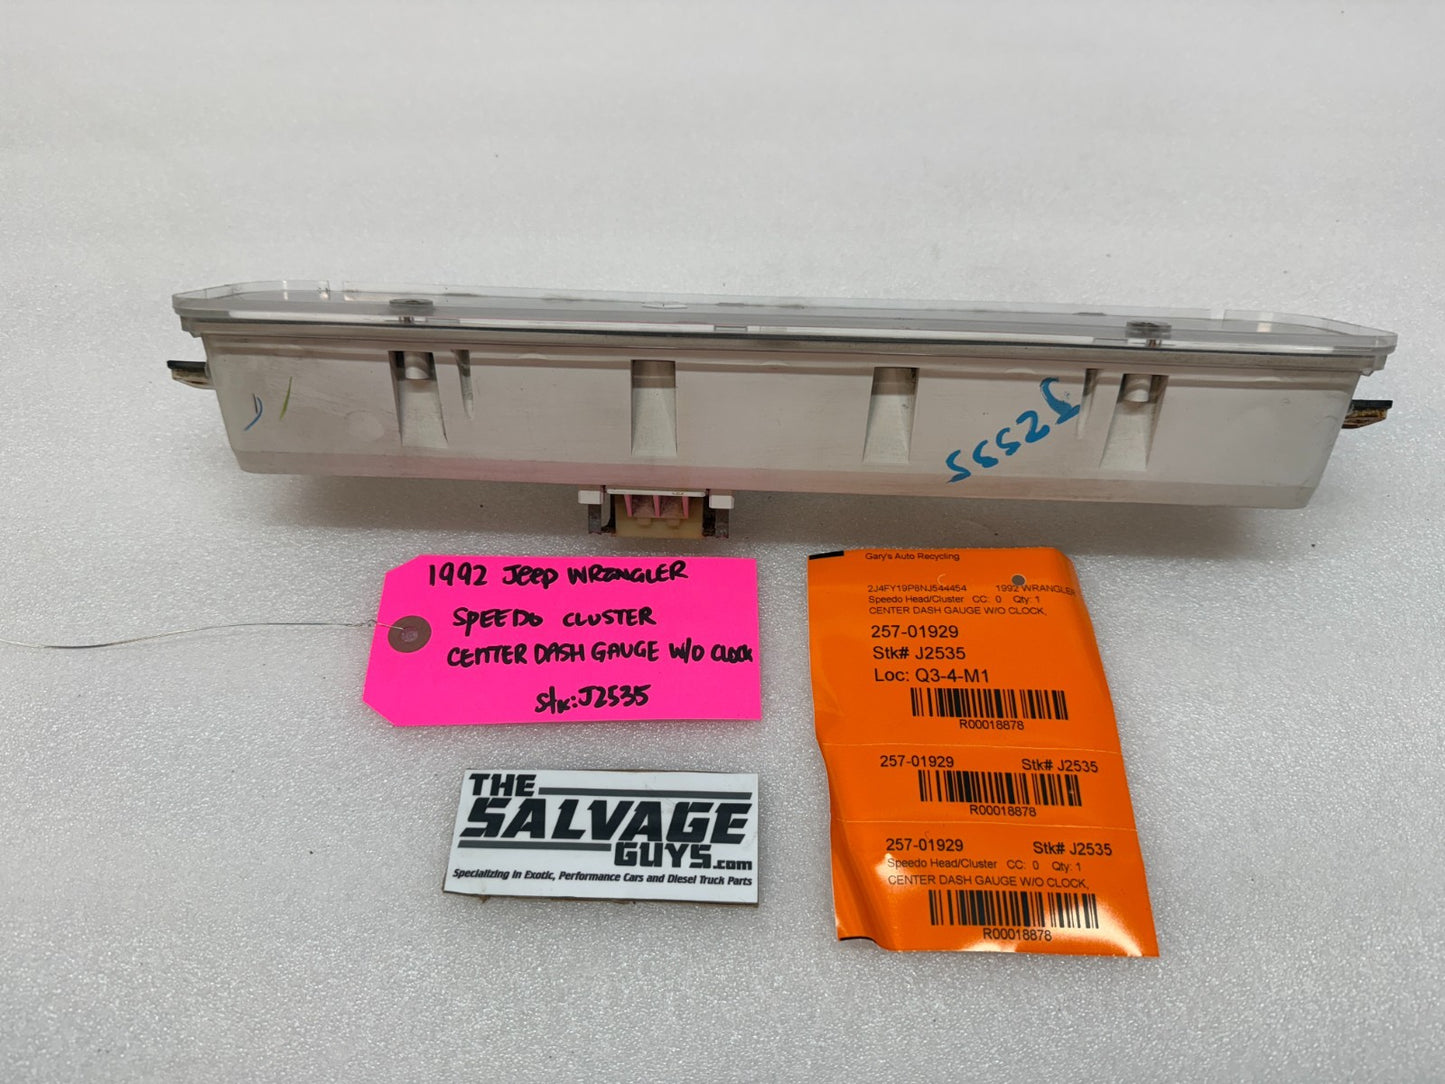 J2535
1992 Jeep WRANGLER
SPEEDO CLUSTER
CENTER DASH GAUGE W/O CLOCK
Stk: J2535
THE
SALVAGE
GUYS.com
Specializing in Exotic, Performance Cars and Diesel Truck Parts
Gary's Auto Recycling
2J4FY19P8NJ544454 1992 WRANGLER
Speedo Head/Cluster CC: 0 Qty: 1
CENTER DASH GAUGE W/O CLOCK,
257-01929
Stk# J2535
Loc: Q3-4-M1
R00018878
257-01929 Stk# J2535
R00018878
257-01929 Stk# J2535
Speedo Head/Cluster CC: 0 Qty: 1
CENTER DASH GAUGE W/O CLOCK,
R00018878